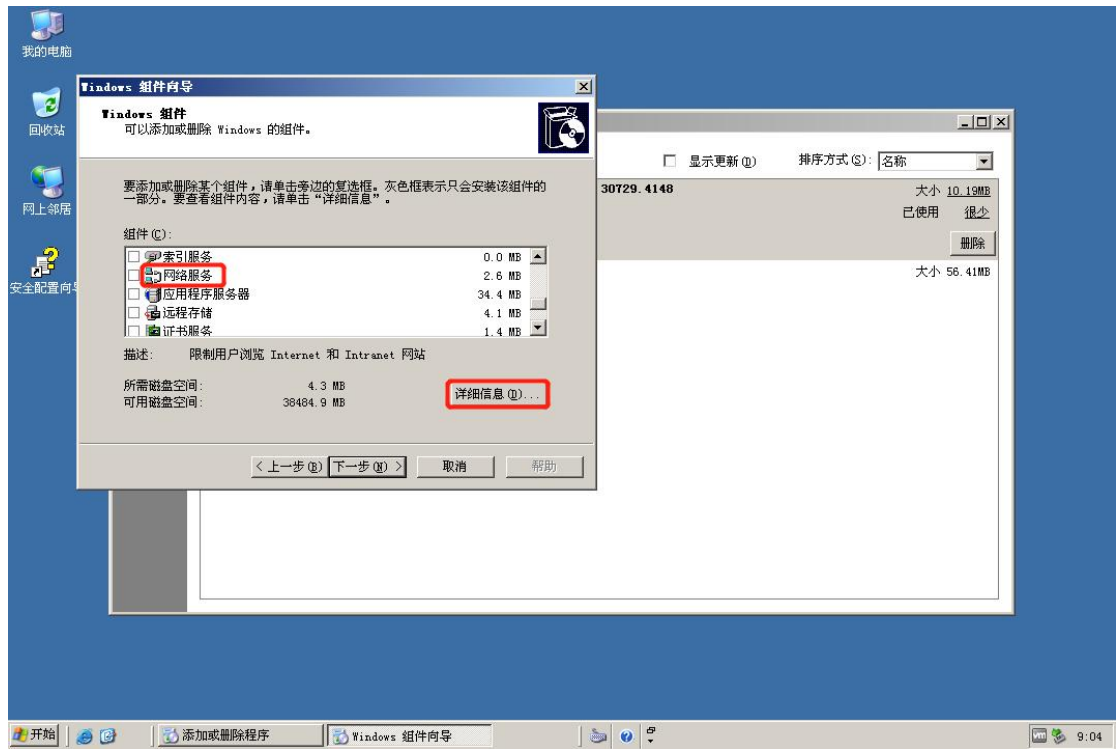 我的电脑
回收站
网上邻居
安全配置向
Windows 组件向导
Windows 组件
可以添加或删除 Windows 的组件。
要添加或删除某个组件，请单击旁边的复选框。灰色框表示只会安装该组件的
一部分。要查看组件内容，请单击“详细信息”。
组件(C):
索引服务 0.0 MB
网络服务 2.6 MB
应用程序服务器 34.4 MB
远程存储 4.1 MB
证书服务 1.4 MB
描述: 限制用户浏览 Internet 和 Intranet 网站
所需磁盘空间: 4.3 MB
可用磁盘空间: 38484.9 MB
详细信息(D)...
< 上一步(B) 下一步(N) > 取消 帮助
显示更新(D) 排序方式(S): 名称
30729.4148 大小 10.19MB
已使用 很少
删除
大小 56.41MB
开始 添加或删除程序 Windows 组件向导 9:04